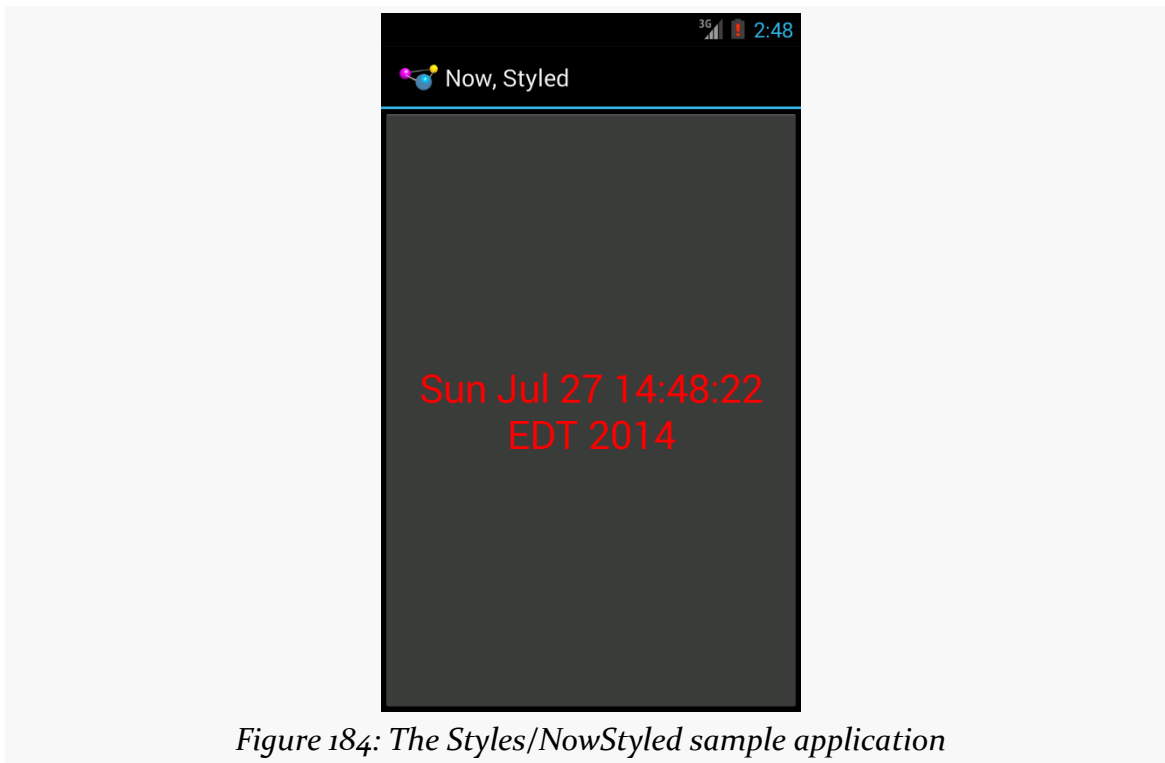 3G 2:48
Now, Styled
Sun Jul 27 14:48:22
EDT 2014
Figure 184: The Styles/NowStyled sample application